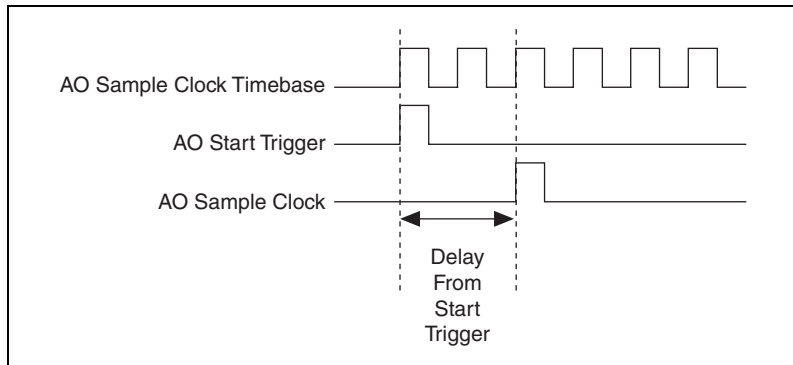 AO Sample Clock Timebase
AO Start Trigger
AO Sample Clock
Delay
From
Start
Trigger